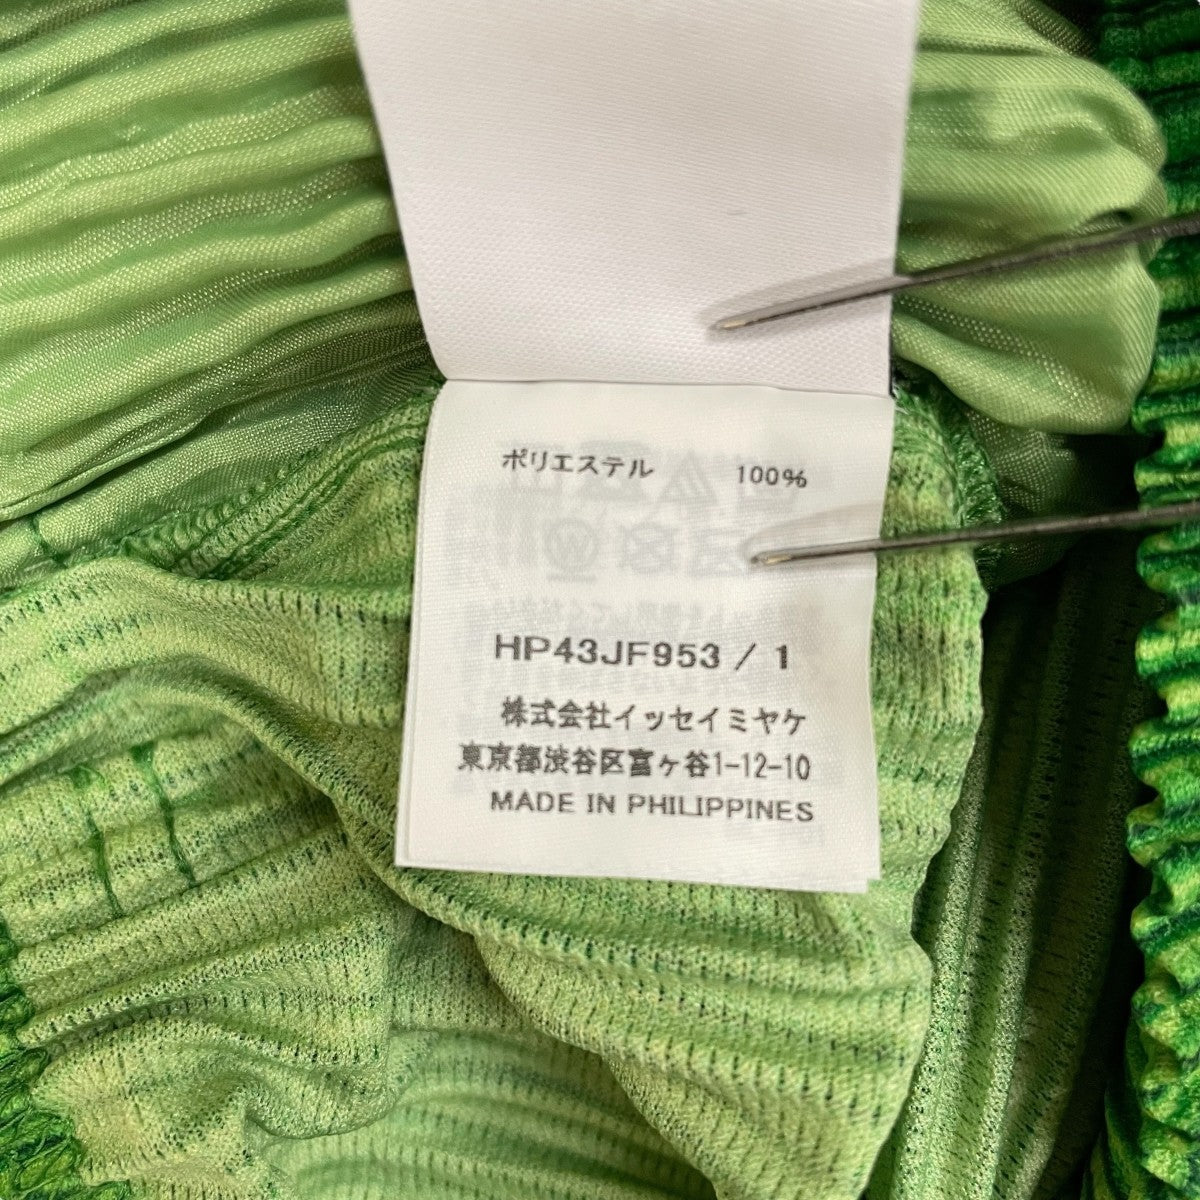 ポリエステル 100%
HP43JF953 / 1
株式会社イッセイミヤケ
東京都渋谷区富ヶ谷1-12-10
MADE IN PHILIPPINES